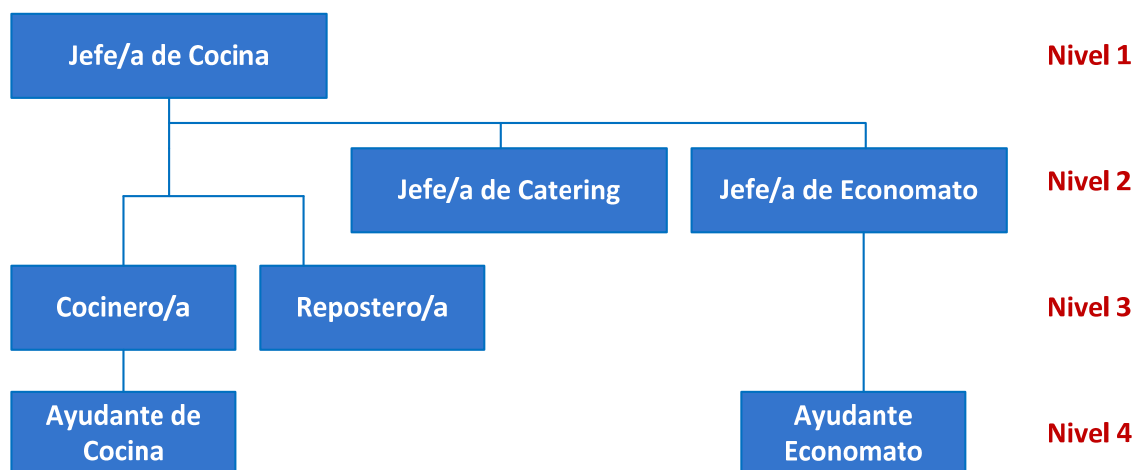 Jefe/a de Cocina
Nivel 1
Jefe/a de Catering
Jefe/a de Economato
Nivel 2
Cocinero/a
Repostero/a
Nivel 3
Ayudante de
Cocina
Ayudante
Economato
Nivel 4